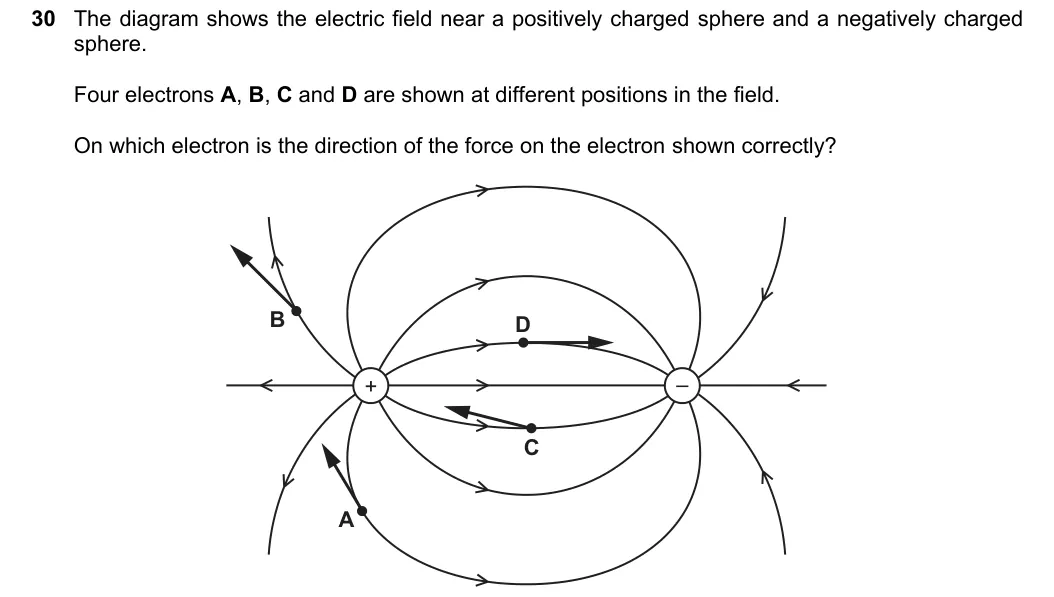 30 The diagram shows the electric field near a positively charged sphere and a negatively charged
sphere.
Four electrons A, B, C and D are shown at different positions in the field.
On which electron is the direction of the force on the electron shown correctly?
B
D
+
–
C
A